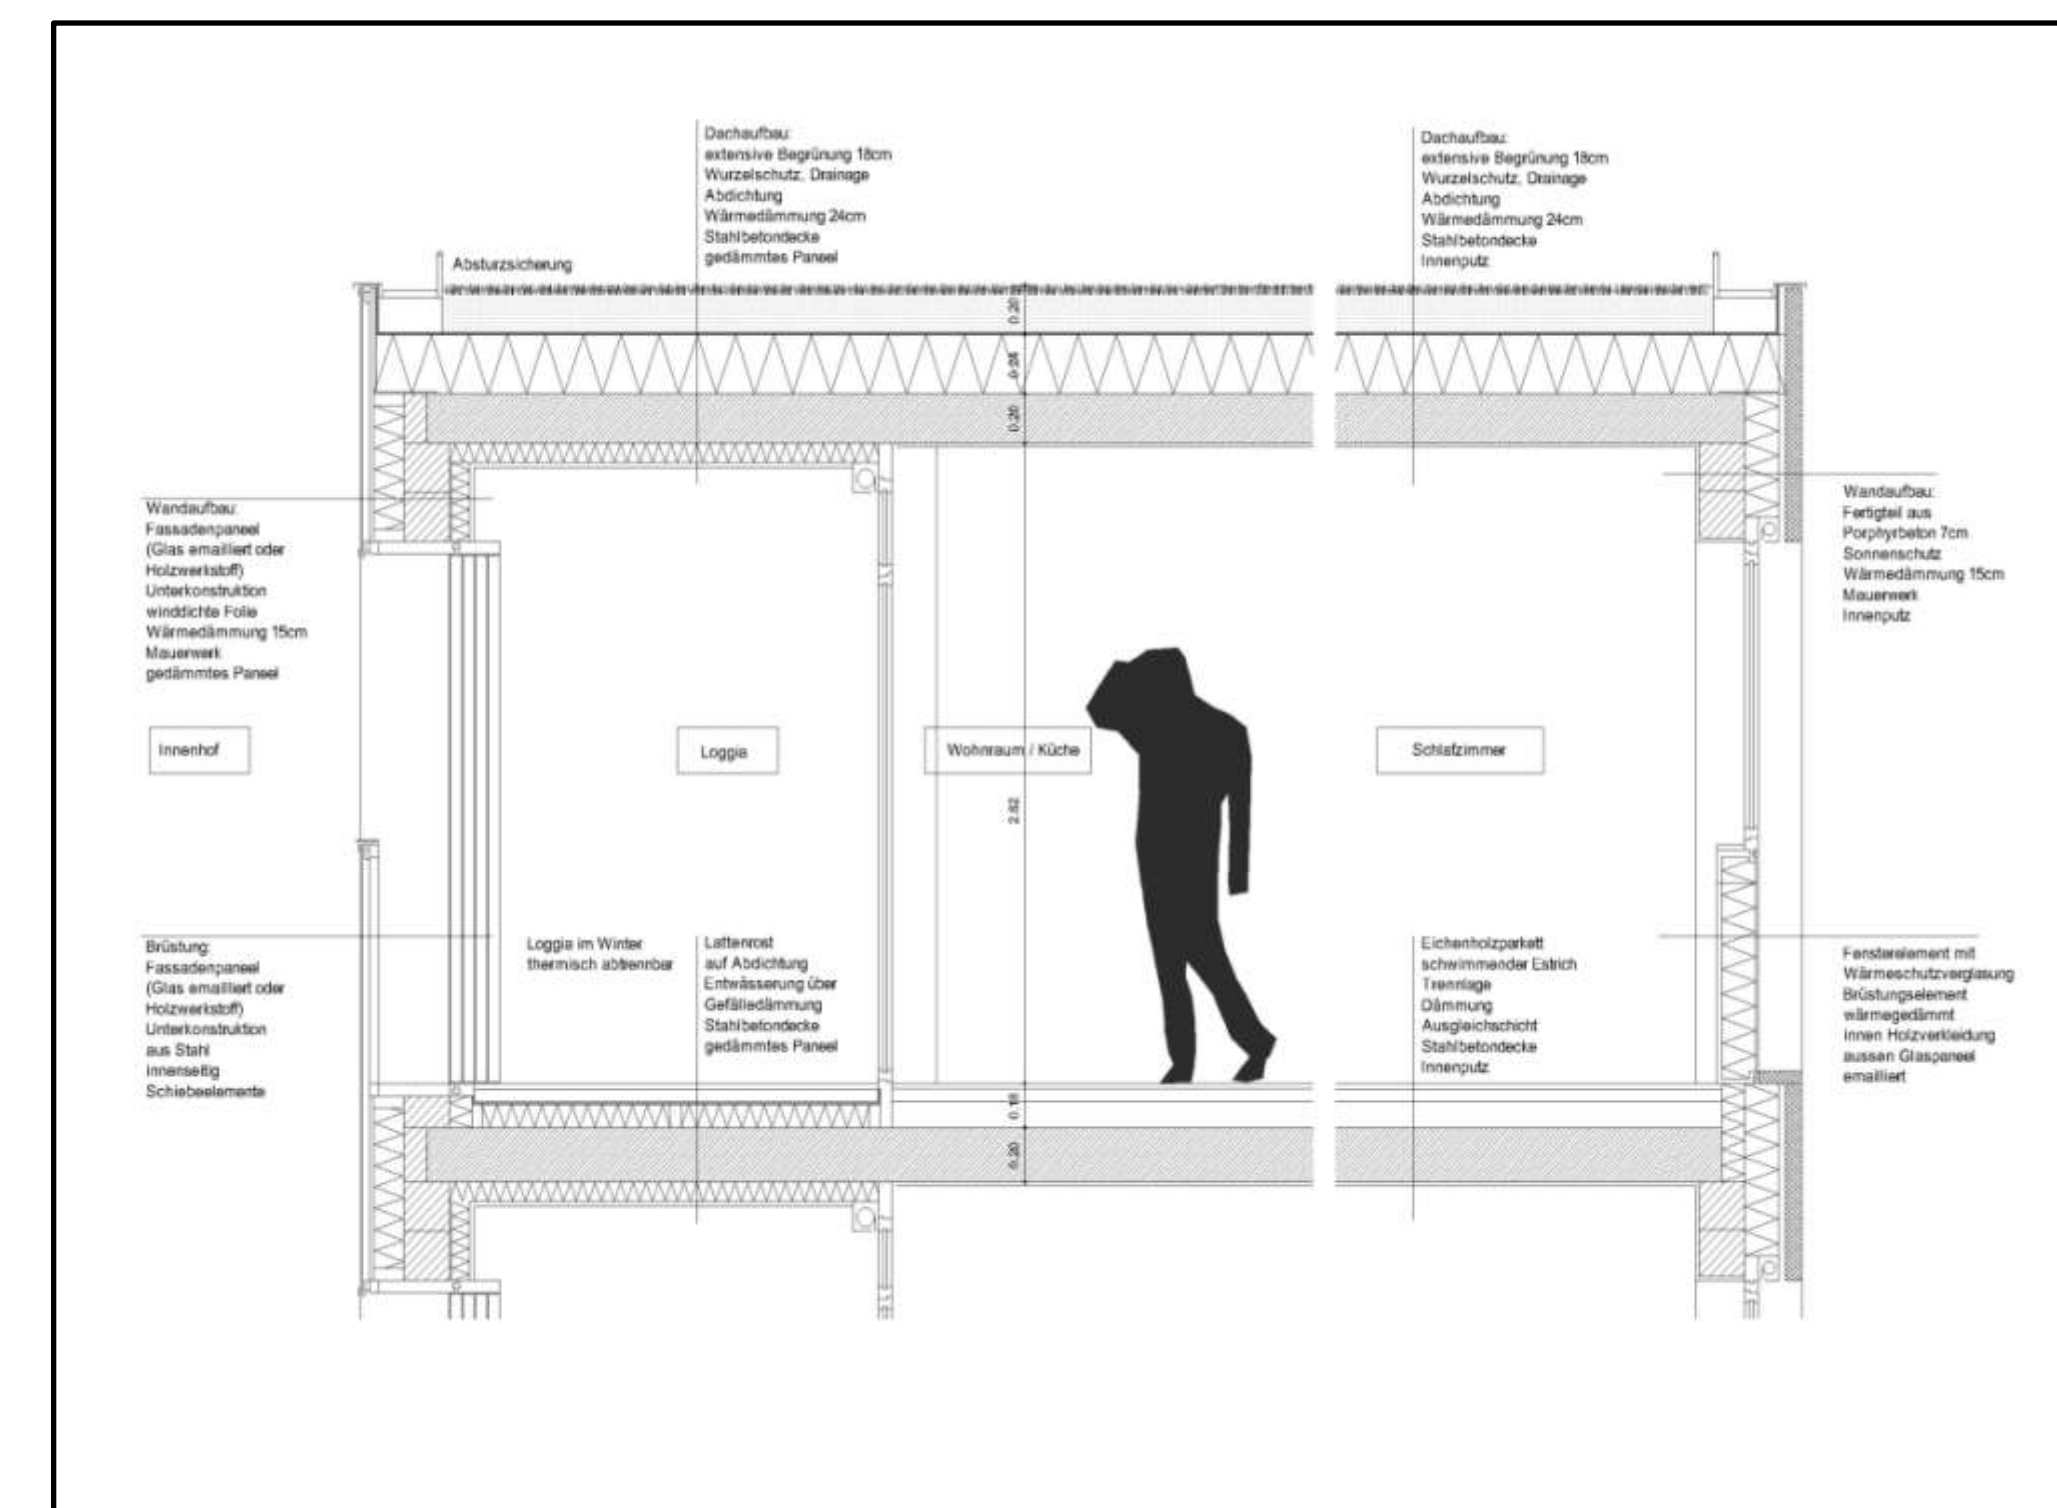 Dachaufbau:
extensive Begrünung 18cm
Wurzelschutz, Drainage
Abdichtung
Wärmedämmung 24cm
Stahlbetondecke
gedämmtes Paneel
Dachaufbau:
extensive Begrünung 18cm
Wurzelschutz, Drainage
Abdichtung
Wärmedämmung 24cm
Stahlbetondecke
Innenputz
Absturzsicherung
0.20
0.24
0.20
Wandaufbau:
Fassadenpaneel
(Glas emailliert oder
Holzwerkstoff)
Unterkonstruktion
winddichte Folie
Wärmedämmung 15cm
Mauerwerk
gedämmtes Paneel
Wandaufbau:
Fertigteil aus
Porphyrbeton 7cm
Sonnenschutz
Wärmedämmung 15cm
Mauerwerk
Innenputz
Innenhof
Loggia
Wohnraum / Küche
Schlafzimmer
2.62
Brüstung:
Fassadenpaneel
(Glas emailliert oder
Holzwerkstoff)
Unterkonstruktion
aus Stahl
innenseitig
Schiebeelemente
Loggia im Winter
thermisch abtrennbar
Lattenrost
auf Abdichtung
Entwässerung über
Gefälledämmung
Stahlbetondecke
gedämmtes Paneel
Eichenholzparkett
schwimmender Estrich
Trennlage
Dämmung
Ausgleichschicht
Stahlbetondecke
Innenputz
Fensterelement mit
Wärmeschutzverglasung
Brüstungselement
wärmegedämmt
innen Holzverkleidung
aussen Glaspaneel
emailliert
0.18
0.20